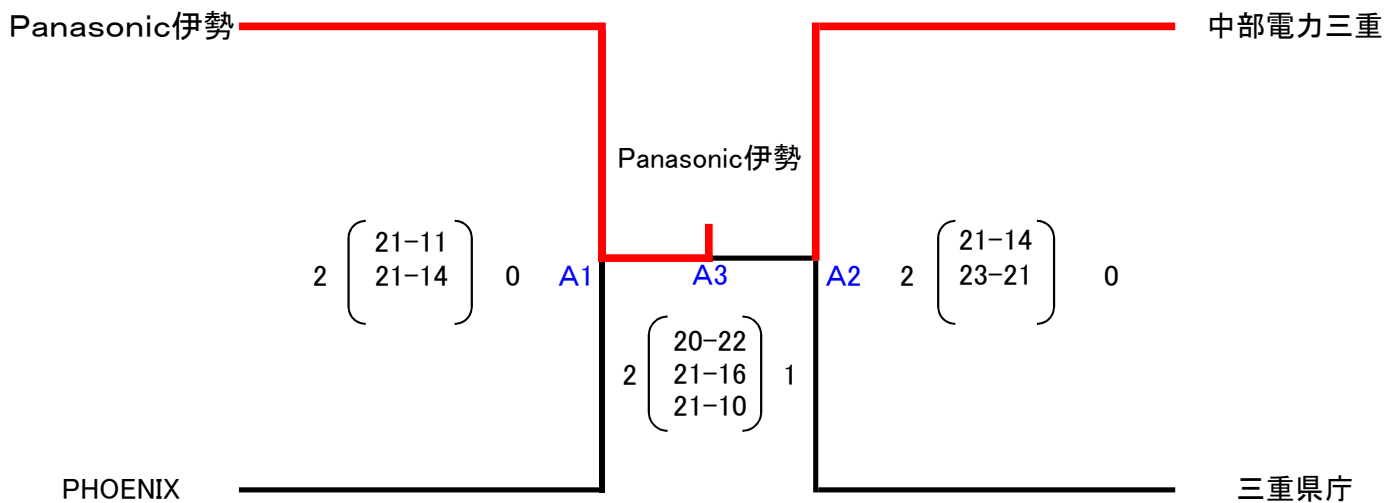 Panasonic伊勢
中部電力三重
Panasonic伊勢
21-11
2 21-14 0
A1
A3
A2
21-14
2 23-21 0
20-22
2 21-16 1
21-10
PHOENIX
三重県庁